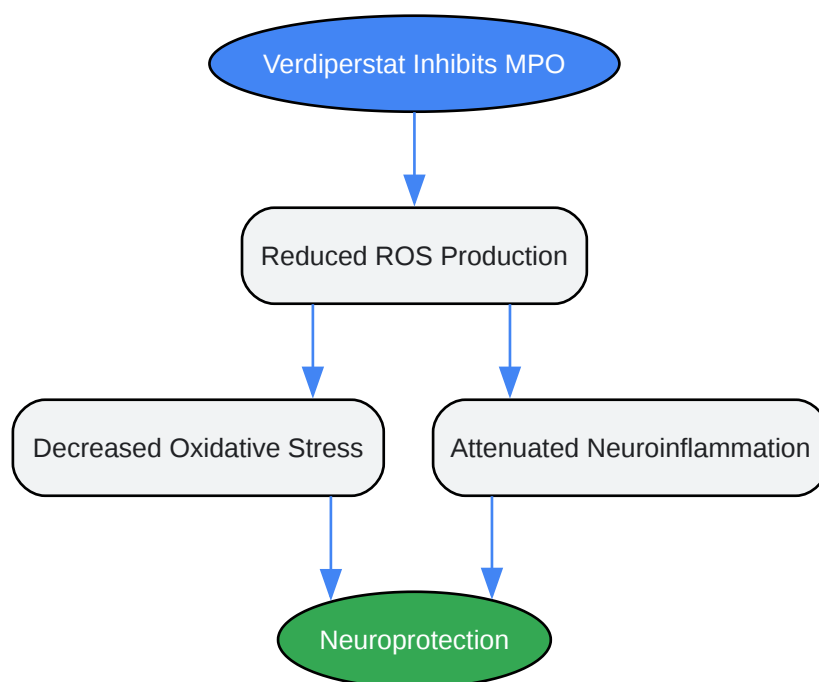 Verdiperstat Inhibits MPO
Reduced ROS Production
Decreased Oxidative Stress
Attenuated Neuroinflammation
Neuroprotection